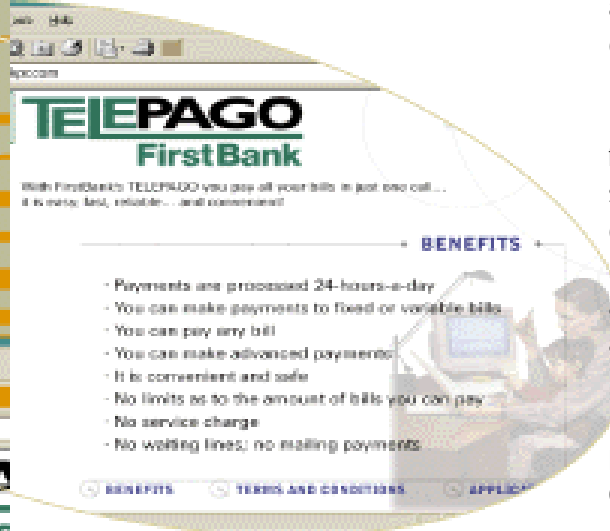 Help
TELEPAGO
FirstBank
With FirstBank's TELEPAGO you pay all your bills in just one call...
it is easy, fast, reliable... and convenient!
BENEFITS
- Payments are processed 24-hours-a-day
- You can make payments to fixed or variable bills
- You can pay any bill
- You can make advanced payments
- It is convenient and safe
- No limits as to the amount of bills you can pay
- No service charge
- No waiting lines; no mailing payments
BENEFITS TERMS AND CONDITIONS